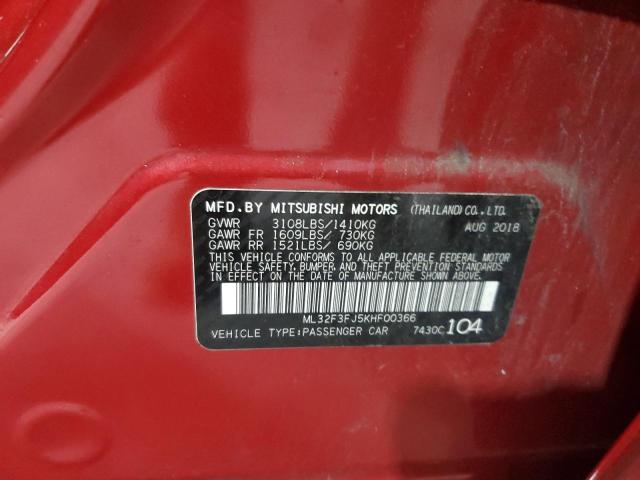 MFD.BY MITSUBISHI MOTORS (THAILAND) CO.,LTD.
GVWR 3108LBS/1410KG AUG 2018
GAWR FR 1609LBS/ 730KG
GAWR RR 1521LBS/ 690KG
THIS VEHICLE CONFORMS TO ALL APPLICABLE FEDERAL MOTOR
VEHICLE SAFETY, BUMPER, AND THEFT PREVENTION STANDARDS
IN EFFECT ON THE DATE OF MANUFACTURE SHOWN ABOVE.
ML32F3FJ5KHF00366
VEHICLE TYPE:PASSENGER CAR 7430C 104